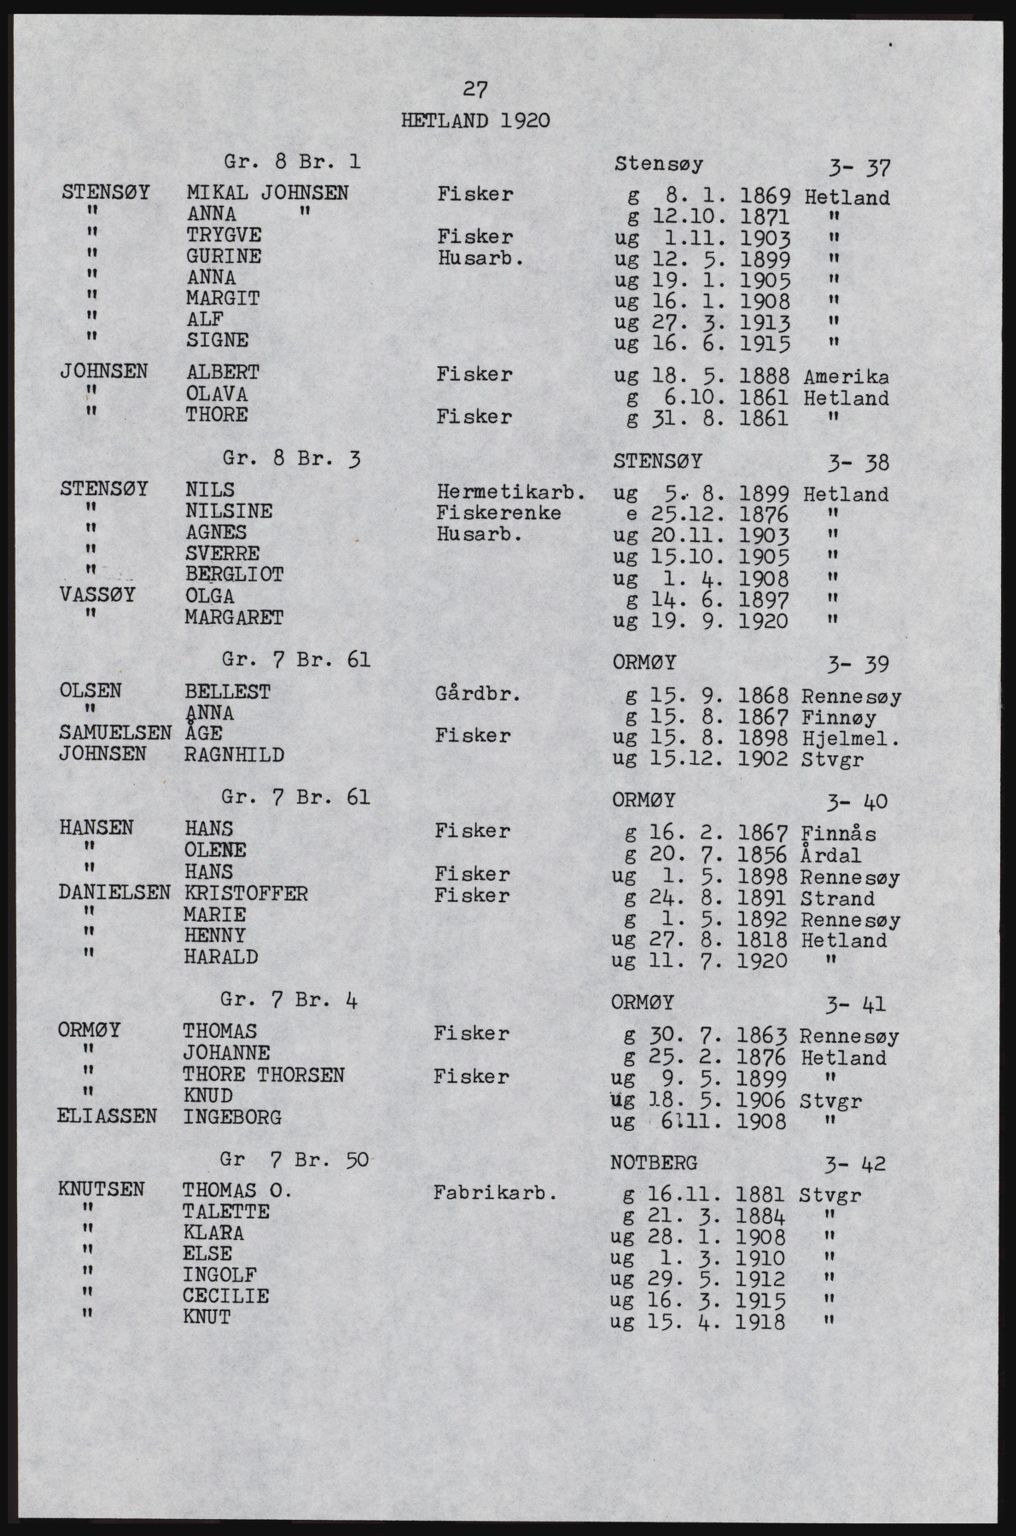 27
HETLAND 1920
Gr. 8 Br. 1 Stensøy 3- 37
STENSØY MIKAL JOHNSEN Fisker g 8. 1. 1869 Hetland
" ANNA " g 12.10. 1871 "
" TRYGVE Fisker ug 1.11. 1903 "
" GURINE Husarb. ug 12. 5. 1899 "
" ANNA ug 19. 1. 1905 "
" MARGIT ug 16. 1. 1908 "
" ALF ug 27. 3. 1913 "
" SIGNE ug 16. 6. 1915 "
JOHNSEN ALBERT Fisker ug 18. 5. 1888 Amerika
" OLAVA g 6.10. 1861 Hetland
" THORE Fisker g 31. 8. 1861 "
Gr. 8 Br. 3 STENSØY 3- 38
STENSØY NILS Hermetikarb. ug 5. 8. 1899 Hetland
" NILSINE Fiskerenke e 25.12. 1876 "
" AGNES Husarb. ug 20.11. 1903 "
" SVERRE ug 15.10. 1905 "
" BERGLIOT ug 1. 4. 1908 "
VASSØY OLGA g 14. 6. 1897 "
" MARGARET ug 19. 9. 1920 "
Gr. 7 Br. 61 ORMØY 3- 39
OLSEN BELLEST Gårdbr. g 15. 9. 1868 Rennesøy
" ANNA g 15. 8. 1867 Finnøy
SAMUELSEN ÅGE Fisker ug 15. 8. 1898 Hjelmel.
JOHNSEN RAGNHILD ug 15.12. 1902 Stvgr
Gr. 7 Br. 61 ORMØY 3- 40
HANSEN HANS Fisker g 16. 2. 1867 Finnås
" OLENE g 20. 7. 1856 Årdal
" HANS Fisker ug 1. 5. 1898 Rennesøy
DANIELSEN KRISTOFFER Fisker g 24. 8. 1891 Strand
" MARIE g 1. 5. 1892 Rennesøy
" HENNY ug 27. 8. 1818 Hetland
" HARALD ug 11. 7. 1920 "
Gr. 7 Br. 4 ORMØY 3- 41
ORMØY THOMAS Fisker g 30. 7. 1863 Rennesøy
" JOHANNE g 25. 2. 1876 Hetland
" THORE THORSEN Fisker ug 9. 5. 1899 "
" KNUD ug 18. 5. 1906 Stvgr
ELIASSEN INGEBORG ug 6.11. 1908 "
Gr 7 Br. 50 NOTBERG 3- 42
KNUTSEN THOMAS O. Fabrikarb. g 16.11. 1881 Stvgr
" TALETTE g 21. 3. 1884 "
" KLARA ug 28. 1. 1908 "
" ELSE ug 1. 3. 1910 "
" INGOLF ug 29. 5. 1912 "
" CECILIE ug 16. 3. 1915 "
" KNUT ug 15. 4. 1918 "